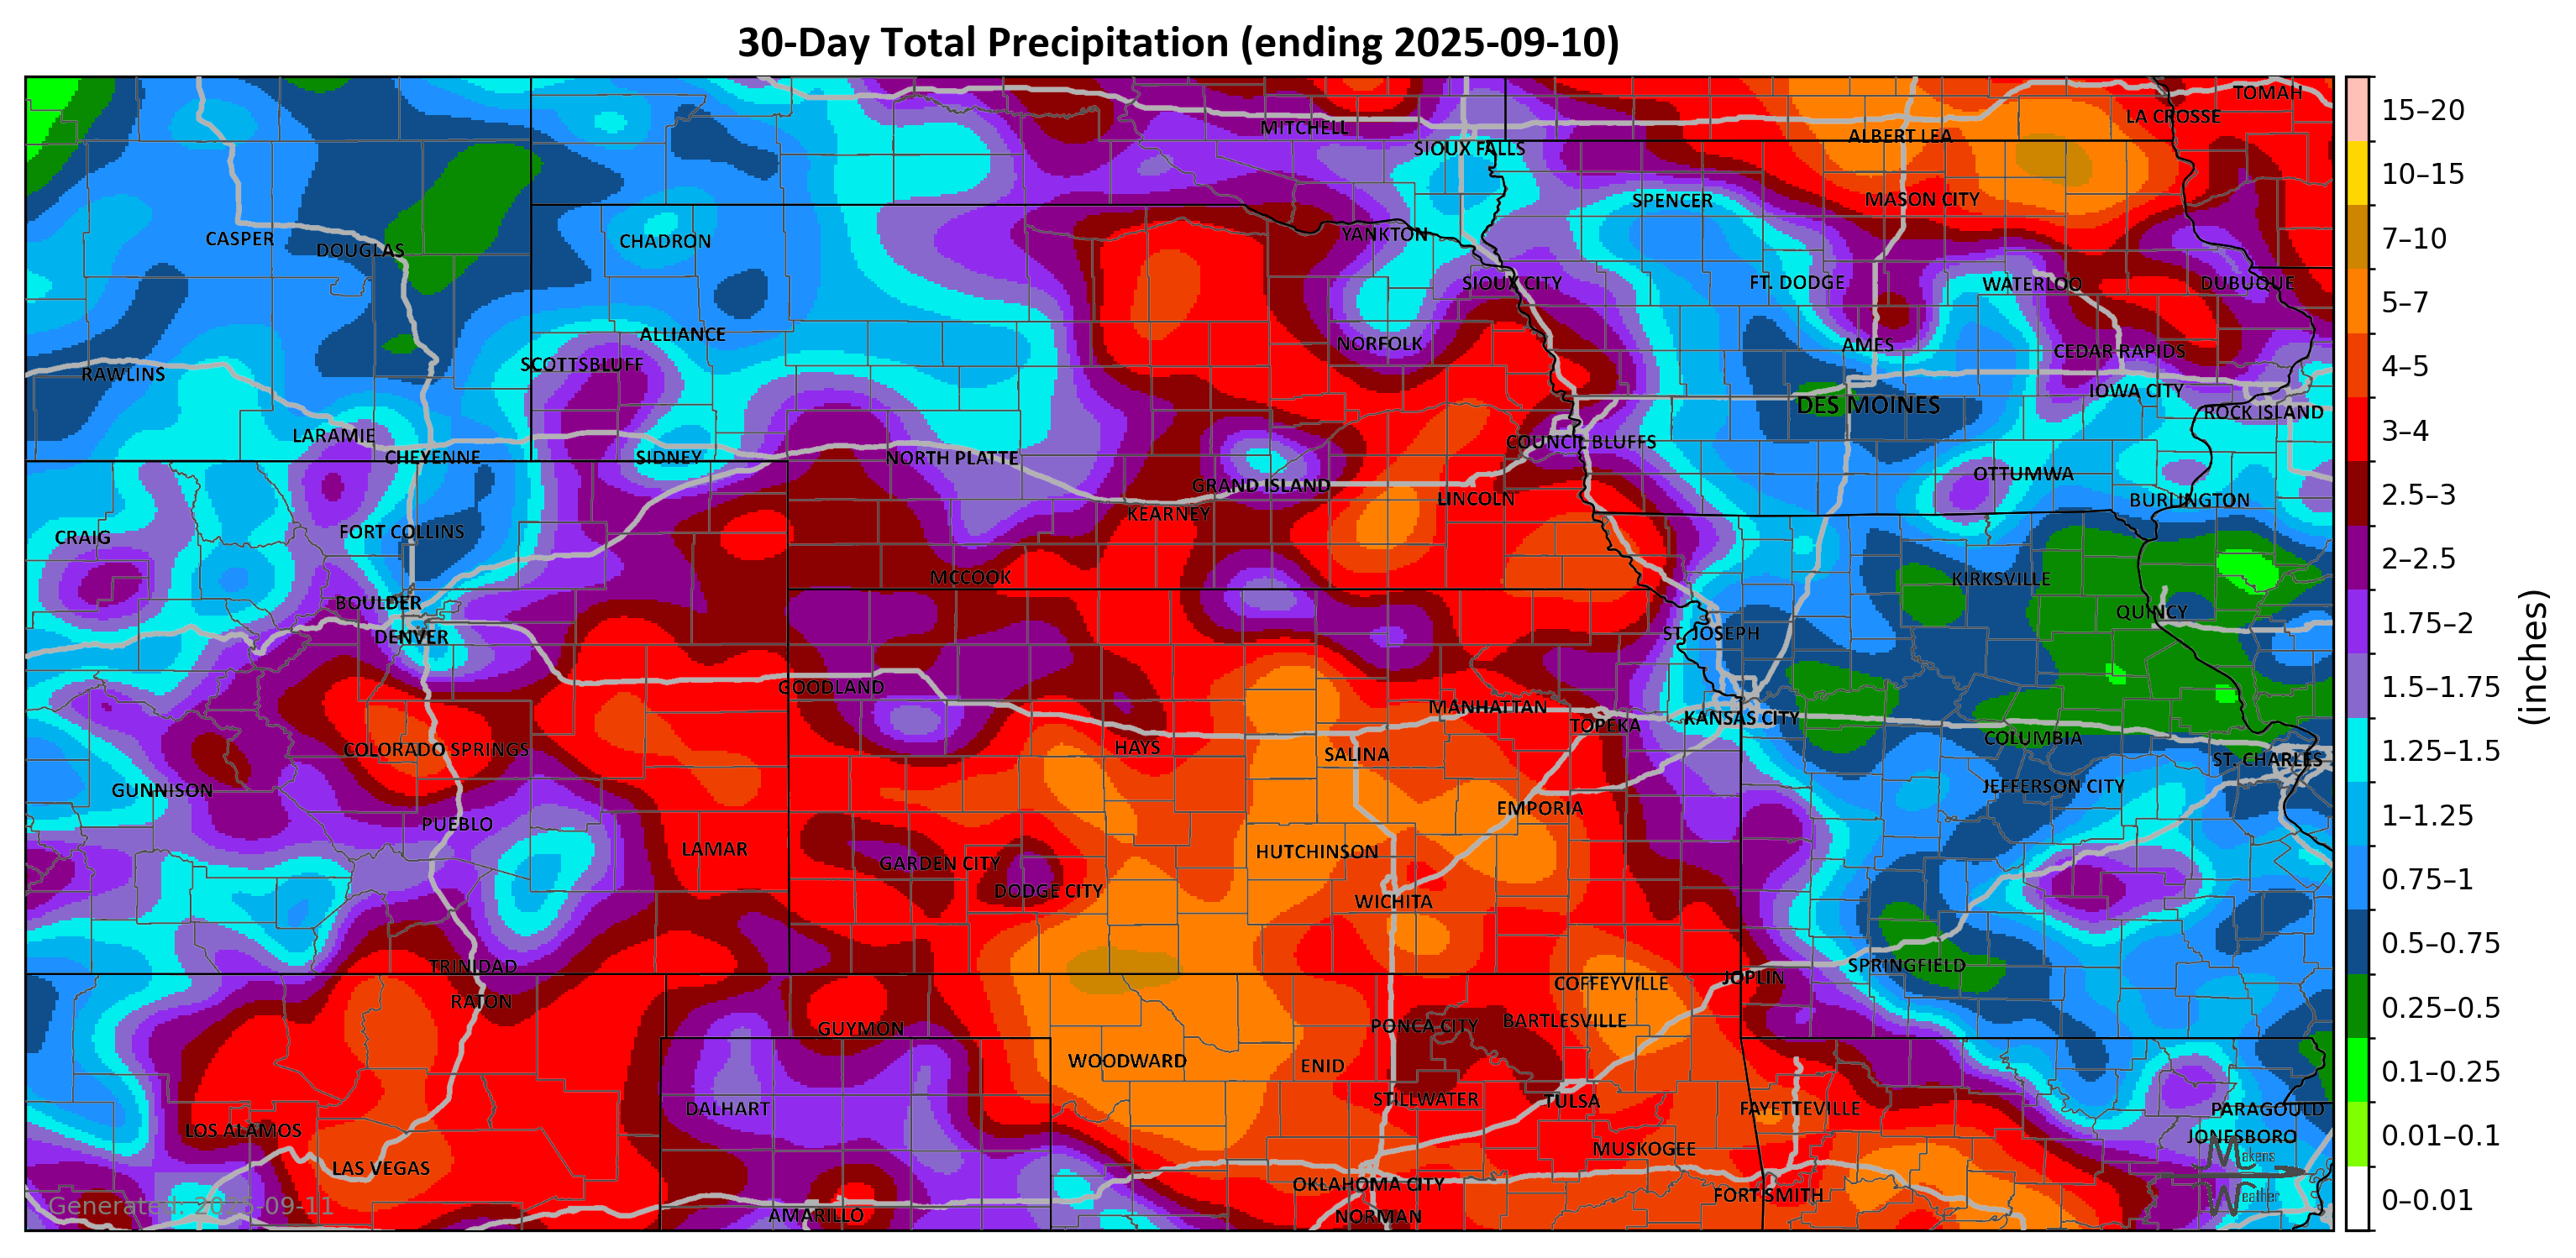 30-Day Total Precipitation (ending 2025-09-10)
TOMAH
LA CROSSE
MITCHELL
ALBERT LEA
SIOUX FALLS
SPENCER
MASON CITY
CASPER
DOUGLAS
CHADRON
YANKTON
SIOUX CITY
FT. DODGE
WATERLOO
DUBUQUE
ALLIANCE
NORFOLK
AMES
CEDAR RAPIDS
SCOTTSBLUFF
RAWLINS
IOWA CITY
DES MOINES
ROCK ISLAND
LARAMIE
COUNCIL BLUFFS
CHEYENNE
SIDNEY
NORTH PLATTE
OTTUMWA
GRAND ISLAND
LINCOLN
BURLINGTON
KEARNEY
CRAIG
FORT COLLINS
MCCOOK
KIRKSVILLE
BOULDER
QUINCY
DENVER
ST. JOSEPH
GOODLAND
MANHATTAN
TOPEKA
KANSAS CITY
COLUMBIA
COLORADO SPRINGS
HAYS
SALINA
ST. CHARLES
GUNNISON
JEFFERSON CITY
EMPORIA
PUEBLO
LAMAR
HUTCHINSON
GARDEN CITY
DODGE CITY
WICHITA
TRINIDAD
SPRINGFIELD
JOPLIN
COFFEYVILLE
RATON
GUYMON
PONCA CITY
BARTLESVILLE
WOODWARD
ENID
DALHART
STILLWATER
TULSA
FAYETTEVILLE
PARAGOULD
LOS ALAMOS
JONESBORO
MUSKOGEE
LAS VEGAS
OKLAHOMA CITY
FORT SMITH
AMARILLO
NORMAN
Makens
Weather
Generated: 2025-09-11
15–20
10–15
7–10
5–7
4–5
3–4
2.5–3
2–2.5
1.75–2
1.5–1.75
1.25–1.5
1–1.25
0.75–1
0.5–0.75
0.25–0.5
0.1–0.25
0.01–0.1
0–0.01
(inches)